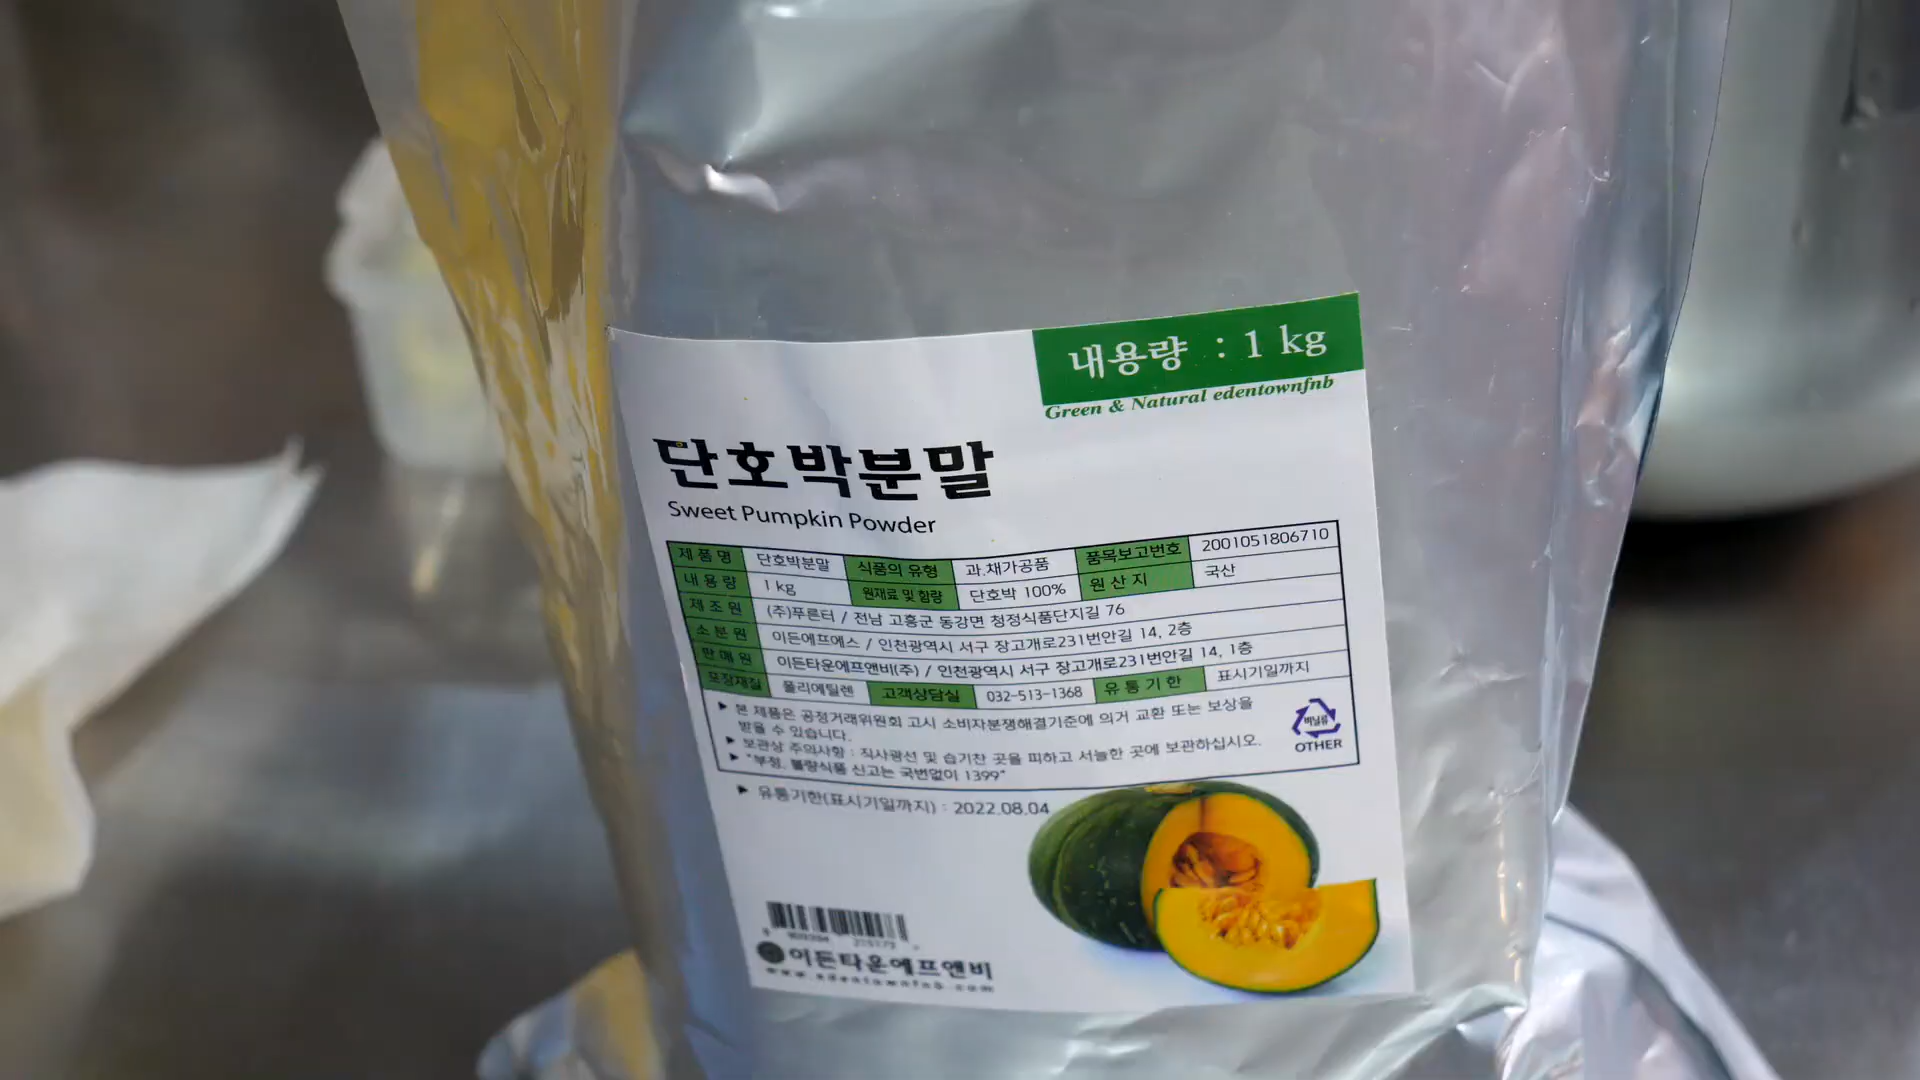 내용량 : 1 kg
Green & Natural edentownfnb
단호박분말
Sweet Pumpkin Powder
제품명 단호박분말 식품의 유형 과.채가공품 품목보고번호 2001051806710
내용량 1 kg 원재료 및 함량 단호박 100% 원산지 국산
제조원 (주)푸른터 / 전남 고흥군 동강면 청정식품단지길 76
소분원 이든에프에스 / 인천광역시 서구 장고개로231번안길 14, 2층
판매원 이든타운에프앤비(주) / 인천광역시 서구 장고개로231번안길 14, 1층
포장재질 폴리에틸렌 고객상담실 032-513-1368 유통기한 표시기일까지
▶ 본 제품은 공정거래위원회 고시 소비자분쟁해결기준에 의거 교환 또는 보상을
받을 수 있습니다.
▶ 보관상 주의사항 : 직사광선 및 습기찬 곳을 피하고 서늘한 곳에 보관하십시오.
▶ "부정, 불량식품 신고는 국번없이 1399"
비닐류
OTHER
▶ 유통기한(표시기일까지) : 2022.08.04
이든타운에프앤비
www.edentownfnb.com